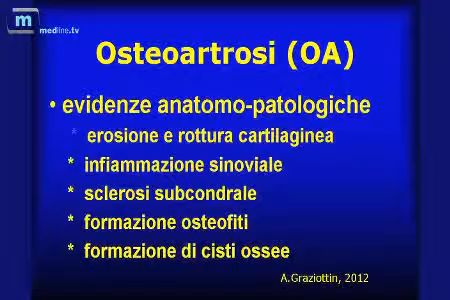 m
medline.tv
Osteoartrosi (OA)
• evidenze anatomo-patologiche
* erosione e rottura cartilaginea
* infiammazione sinoviale
* sclerosi subcondrale
* formazione osteofiti
* formazione di cisti ossee
A.Graziottin, 2012